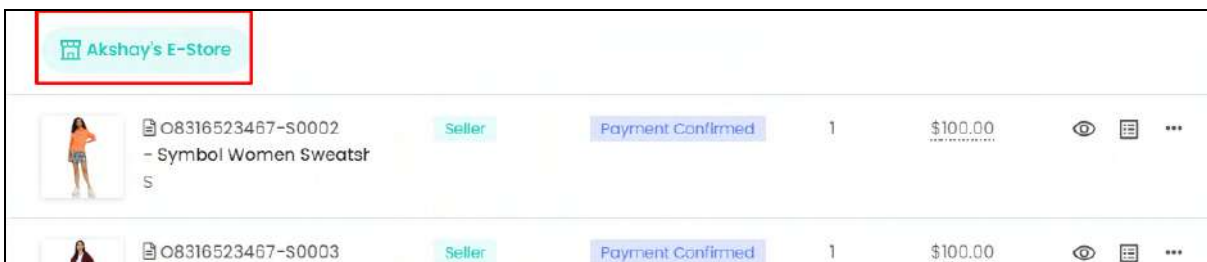 Akshay's E-Store
O8316523467-S0002 Seller Payment Confirmed 1 $100.00
- Symbol Women Sweatsh
S
O8316523467-S0003 Seller Payment Confirmed 1 $100.00